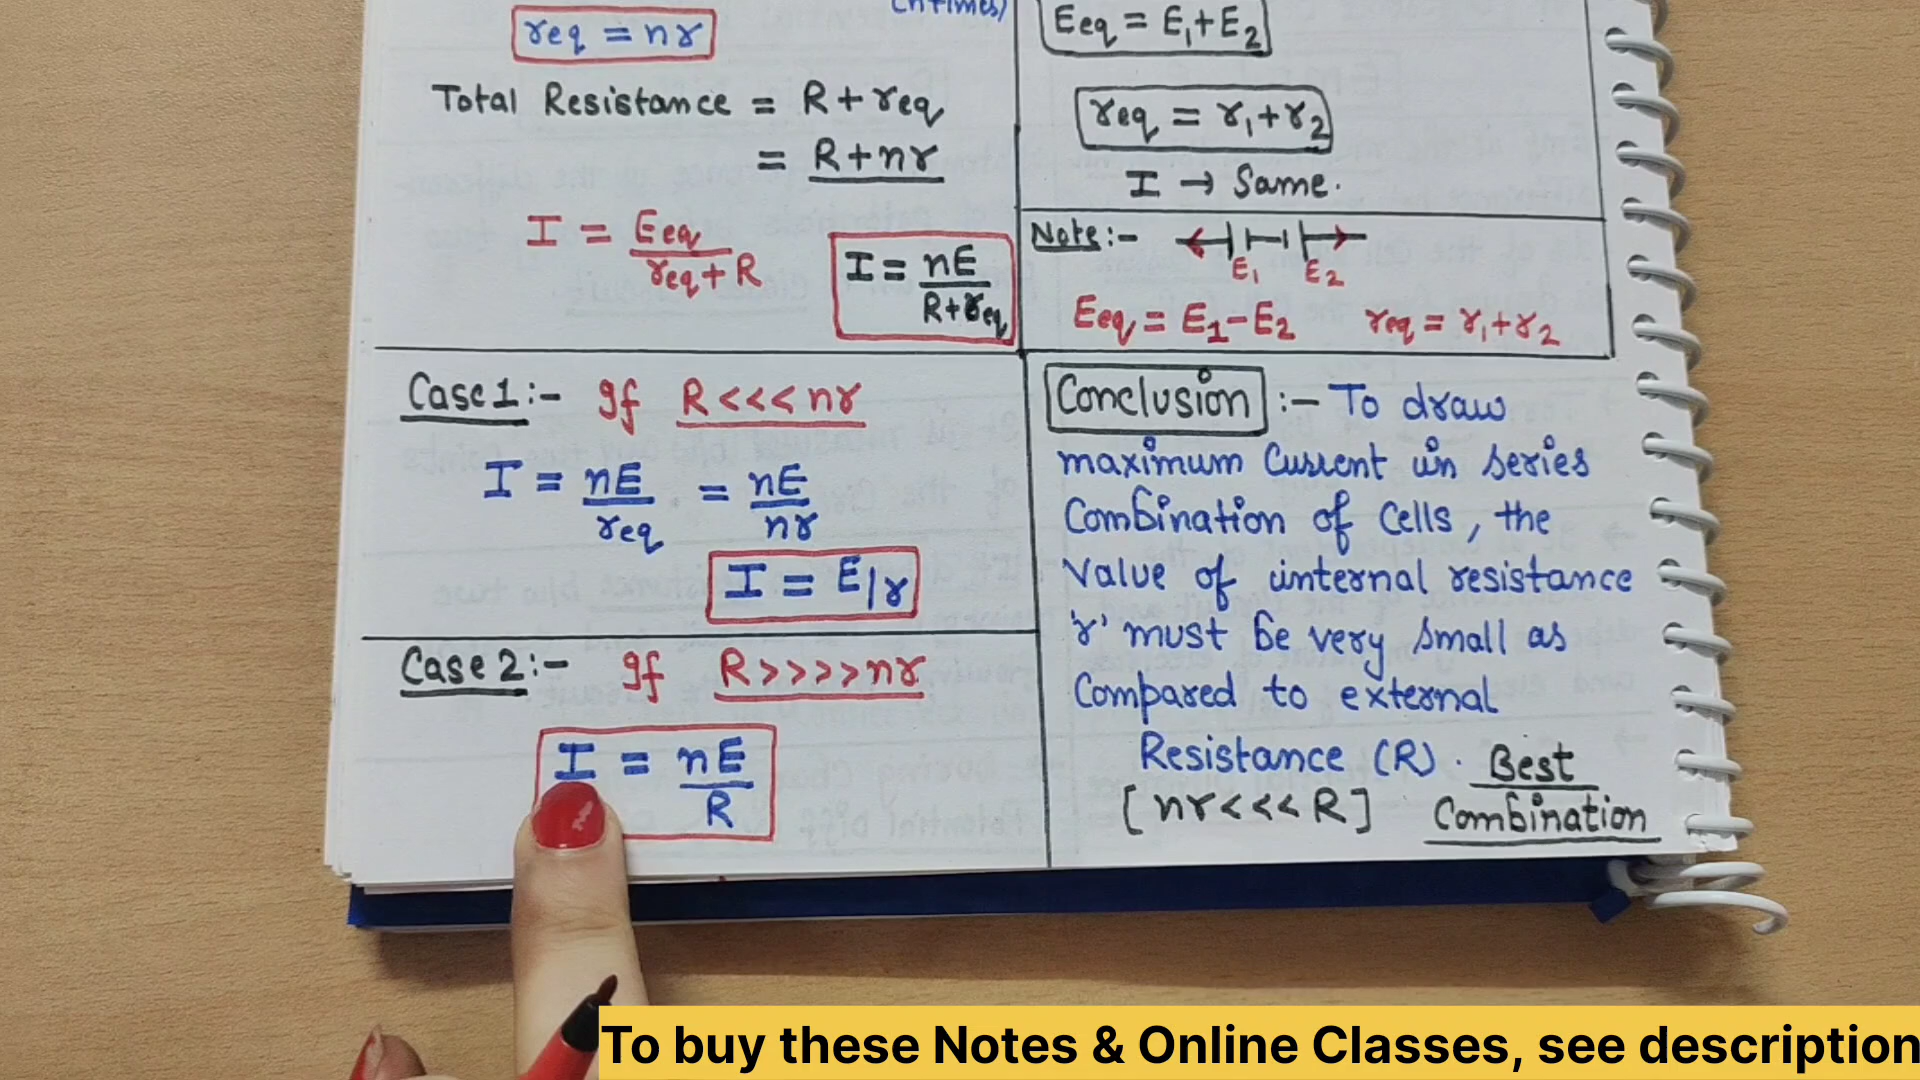 req = nr
(n times)
Total Resistance = R + req
= R + nr
I = Eeq / req + R
I = nE / R + req
Eeq = E1 + E2
req = r1 + r2
I → Same.
Note:-
E1 E2
Eeq = E1 - E2 req = r1 + r2
Case 1:- If R <<< nr
I = nE / req = nE / nr
I = E/r
Case 2:- If R >>>> nr
I = nE / R
Conclusion :- To draw
maximum Current in series
Combination of Cells, the
value of internal resistance
'r' must be very small as
Compared to external
Resistance (R). Best
[nr <<< R] Combination
To buy these Notes & Online Classes, see description